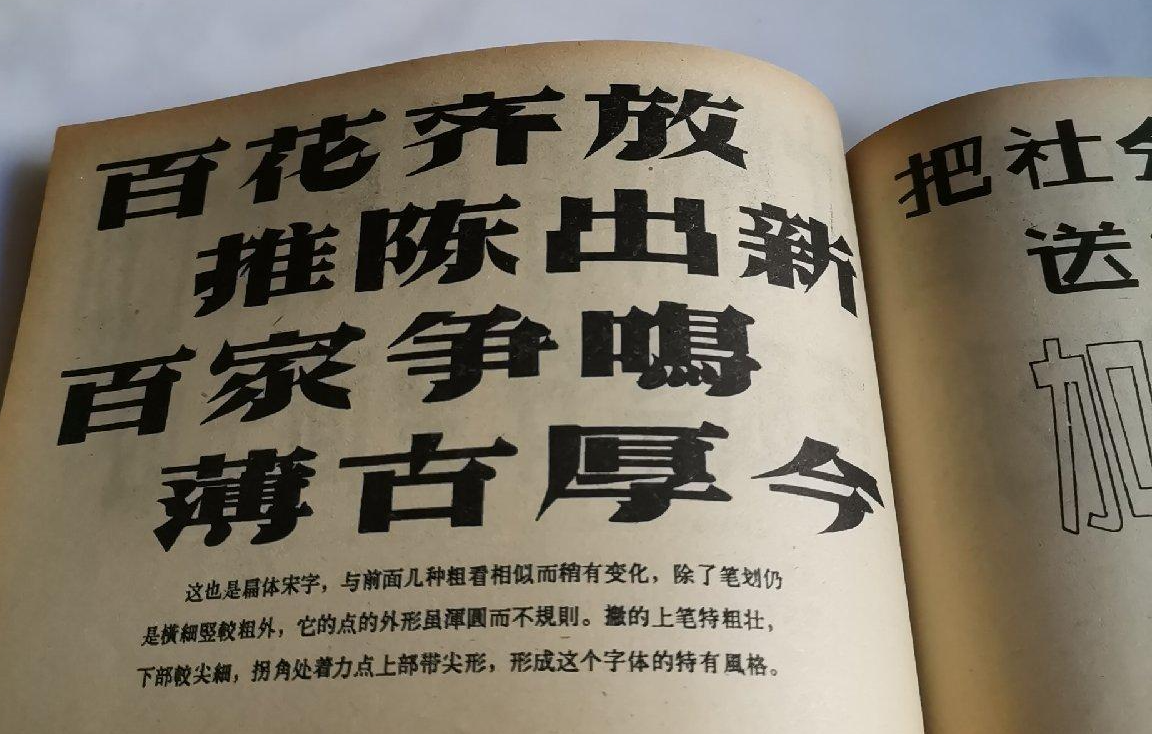 百花齐放
推陈出新
百家争鳴
薄古厚今
这也是扁体宋字，与前面几种粗看相似而稍有变化，除了笔划仍
是横細竪較粗外，它的点的外形虽渾圓而不規則。撇的上笔特粗壮，
下部較尖細，拐角处着力点上部带尖形，形成这个字体的特有風格。
把社会
送
加